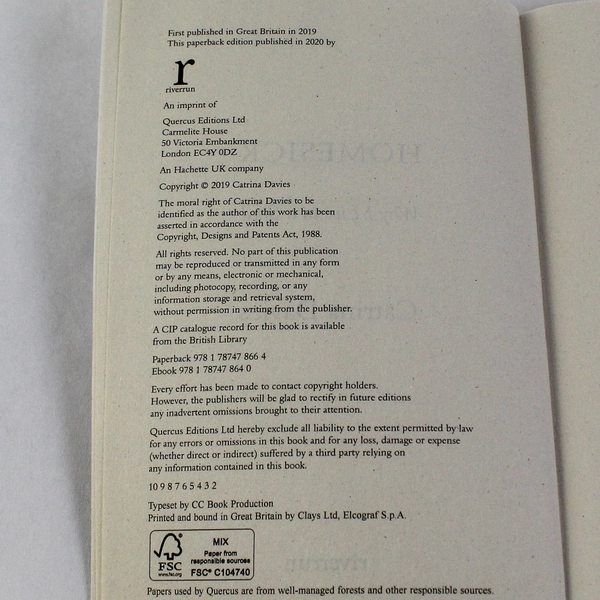 First published in Great Britain in 2019
This paperback edition published in 2020 by
r
riverrun
An imprint of
Quercus Editions Ltd
Carmelite House
50 Victoria Embankment
London EC4Y 0DZ
An Hachette UK company
Copyright © 2019 Catrina Davies
The moral right of Catrina Davies to be
identified as the author of this work has been
asserted in accordance with the
Copyright, Designs and Patents Act, 1988.
All rights reserved. No part of this publication
may be reproduced or transmitted in any form
or by any means, electronic or mechanical,
including photocopy, recording, or any
information storage and retrieval system,
without permission in writing from the publisher.
A CIP catalogue record for this book is available
from the British Library
Paperback 978 1 78747 866 4
Ebook 978 1 78747 864 0
Every effort has been made to contact copyright holders.
However, the publishers will be glad to rectify in future editions
any inadvertent omissions brought to their attention.
Quercus Editions Ltd hereby exclude all liability to the extent permitted by law
for any errors or omissions in this book and for any loss, damage or expense
(whether direct or indirect) suffered by a third party relying on
any information contained in this book.
10 9 8 7 6 5 4 3 2
Typeset by CC Book Production
Printed and bound in Great Britain by Clays Ltd, Elcograf S.p.A.
FSC
www.fsc.org
MIX
Paper from
responsible sources
FSC® C104740
Papers used by Quercus are from well-managed forests and other responsible sources.
HOMESICK
riverrun